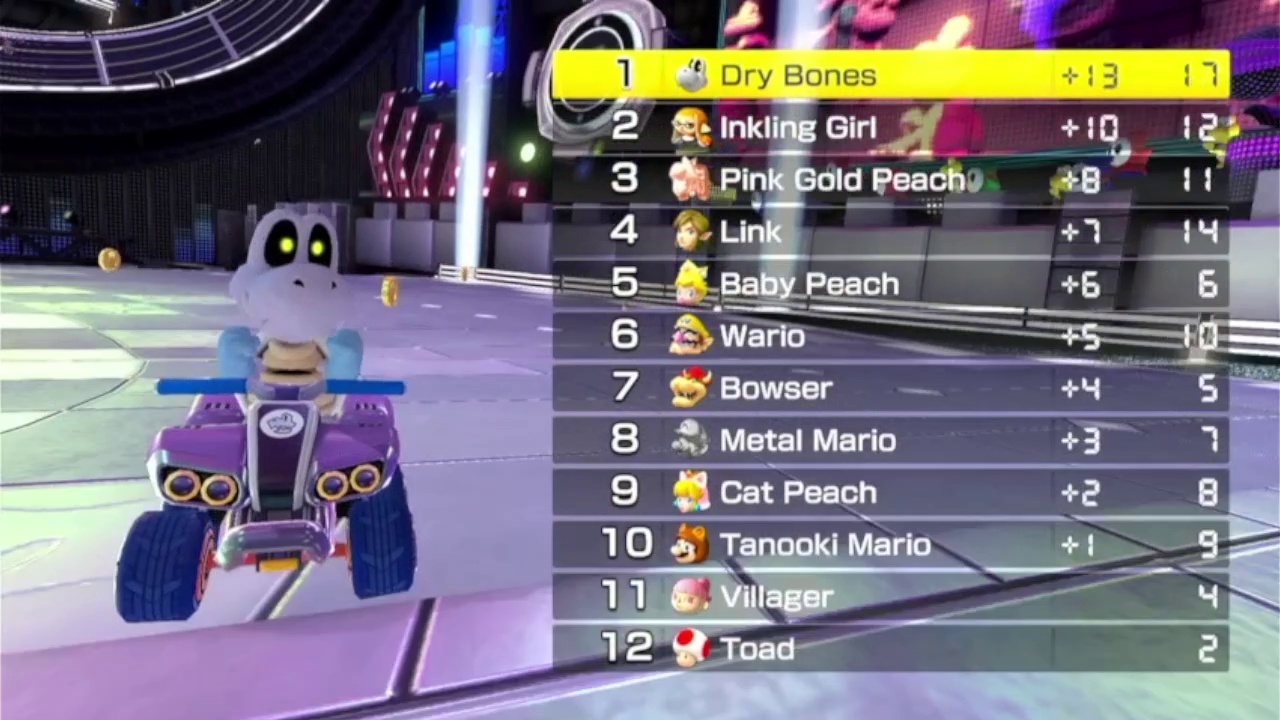 1 Dry Bones +13 17
2 Inkling Girl +10 12
3 Pink Gold Peach +8 11
4 Link +7 14
5 Baby Peach +6 6
6 Wario +5 10
7 Bowser +4 5
8 Metal Mario +3 7
9 Cat Peach +2 8
10 Tanooki Mario +1 9
11 Villager 4
12 Toad 2